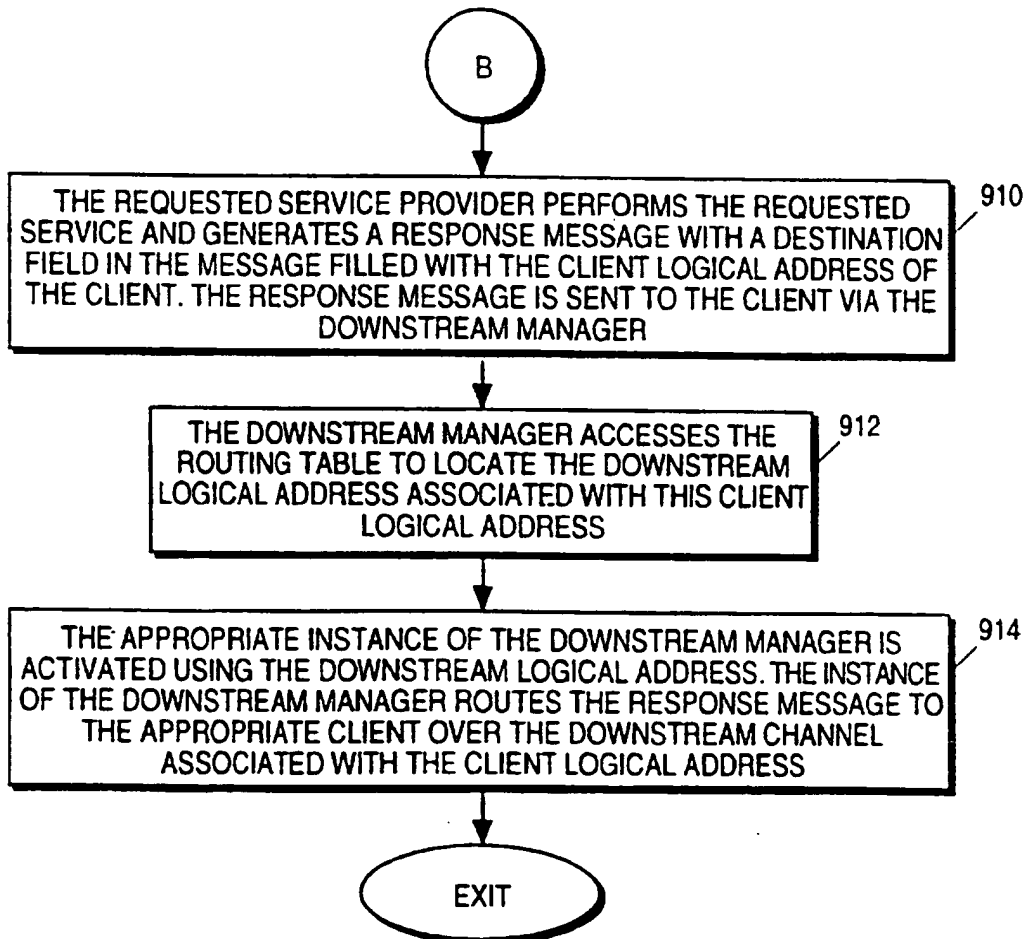 B
THE REQUESTED SERVICE PROVIDER PERFORMS THE REQUESTED
SERVICE AND GENERATES A RESPONSE MESSAGE WITH A DESTINATION
FIELD IN THE MESSAGE FILLED WITH THE CLIENT LOGICAL ADDRESS OF
THE CLIENT. THE RESPONSE MESSAGE IS SENT TO THE CLIENT VIA THE
DOWNSTREAM MANAGER
910
THE DOWNSTREAM MANAGER ACCESSES THE
ROUTING TABLE TO LOCATE THE DOWNSTREAM
LOGICAL ADDRESS ASSOCIATED WITH THIS CLIENT
LOGICAL ADDRESS
912
THE APPROPRIATE INSTANCE OF THE DOWNSTREAM MANAGER IS
ACTIVATED USING THE DOWNSTREAM LOGICAL ADDRESS. THE INSTANCE
OF THE DOWNSTREAM MANAGER ROUTES THE RESPONSE MESSAGE TO
THE APPROPRIATE CLIENT OVER THE DOWNSTREAM CHANNEL
ASSOCIATED WITH THE CLIENT LOGICAL ADDRESS
914
EXIT